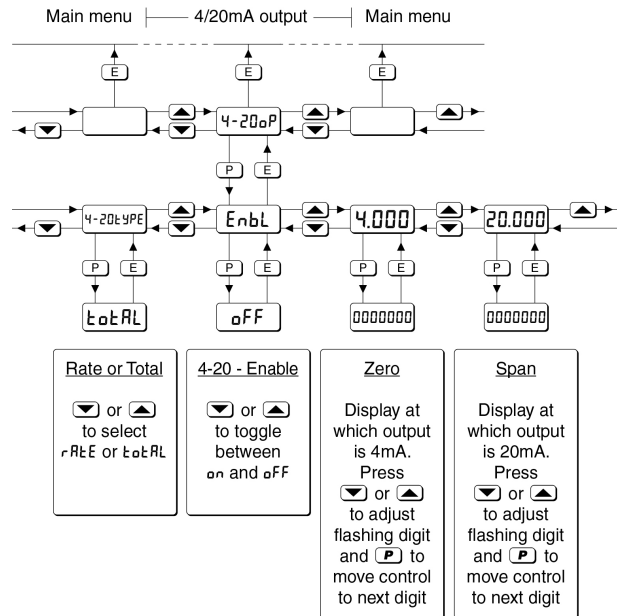 Main menu 4/20mA output Main menu
E E E
4-20oP
P E
4-20tYPE EnbL 4.000 20.000
P E P E P E P E
totAL oFF 0000000 0000000
Rate or Total
or
to select
rAtE or totAL
4-20 - Enable
or
to toggle
between
on and oFF
Zero
Display at
which output
is 4mA.
Press
or
to adjust
flashing digit
and P to
move control
to next digit
Span
Display at
which output
is 20mA.
Press
or
to adjust
flashing digit
and P to
move control
to next digit